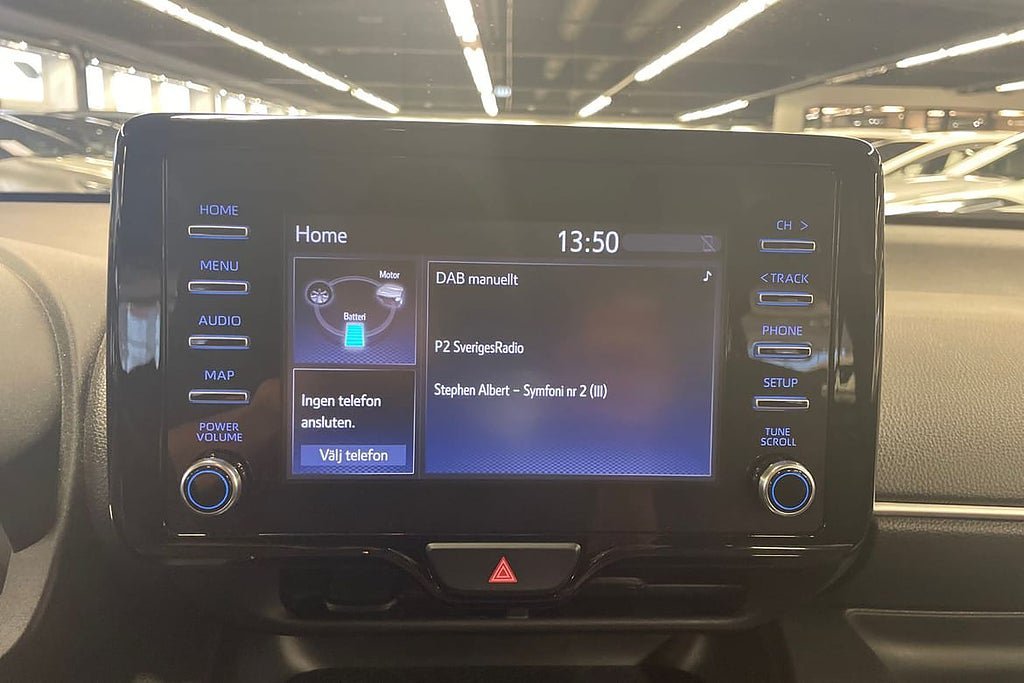 HOME
MENU
AUDIO
MAP
POWER
VOLUME
Home
13:50
Motor
Batteri
Ingen telefon
ansluten.
Välj telefon
DAB manuellt
P2 SverigesRadio
Stephen Albert – Symfoni nr 2 (III)
CH >
< TRACK
PHONE
SETUP
TUNE
SCROLL